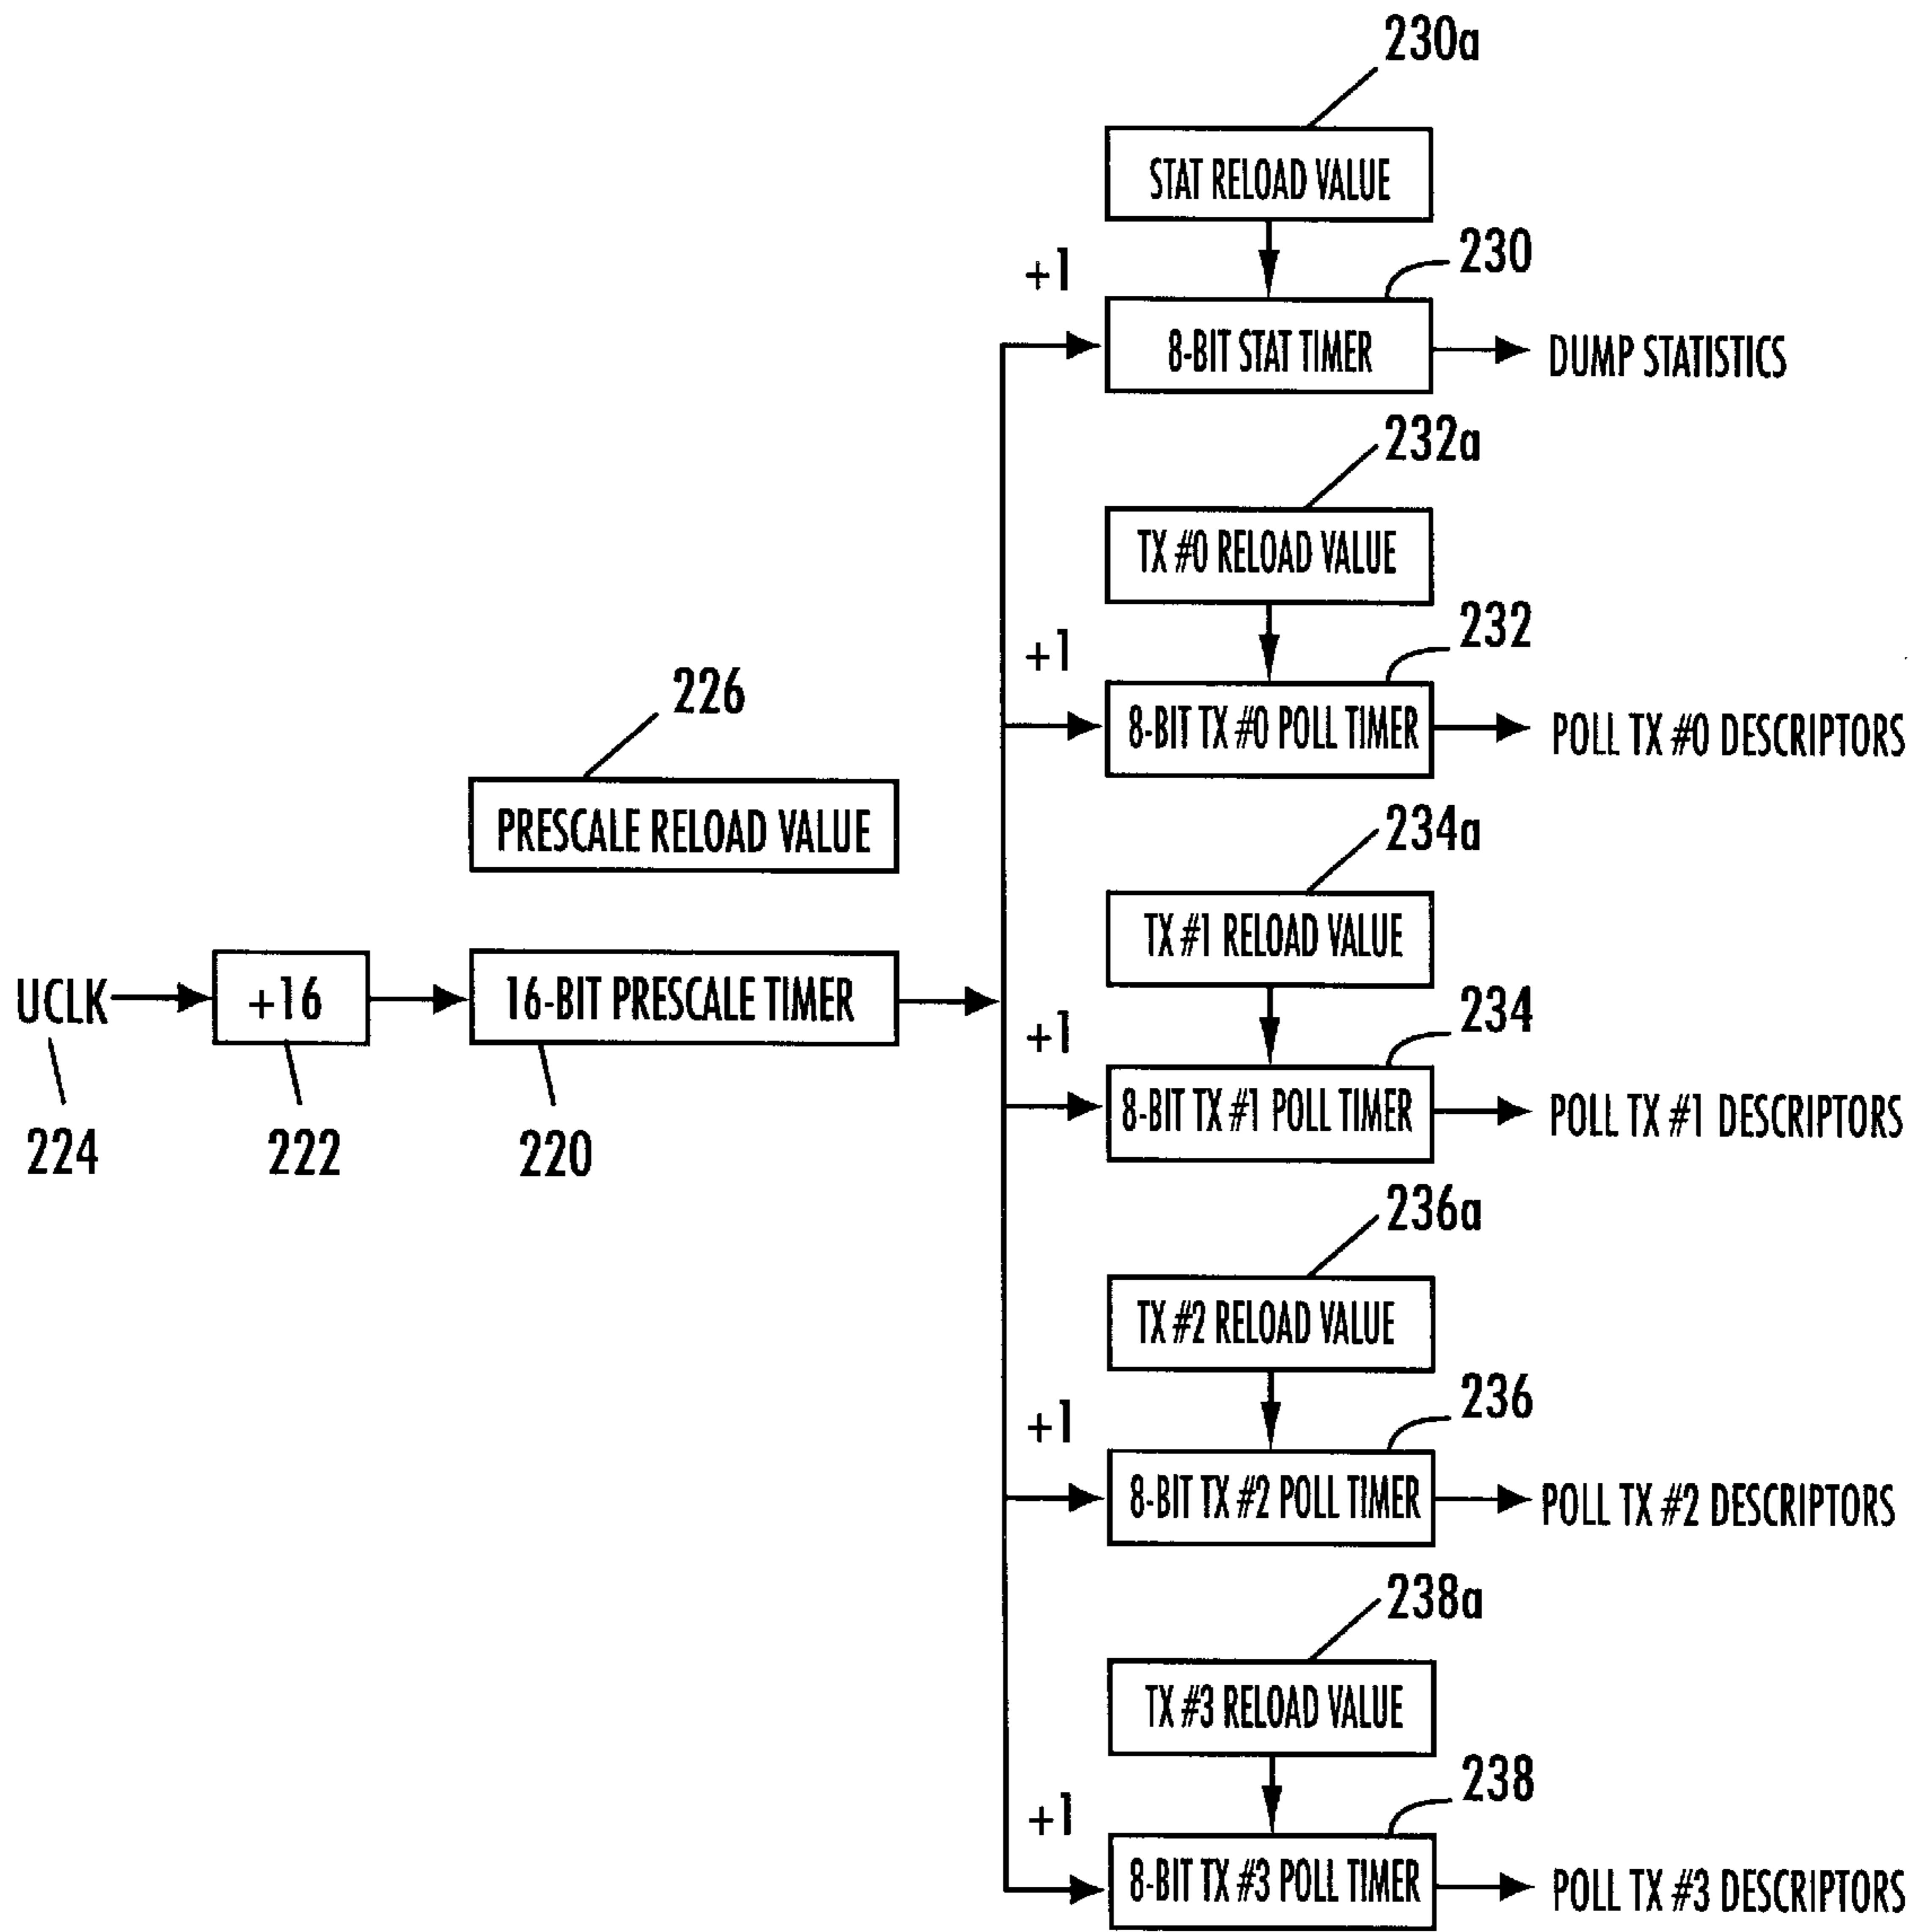 230a
STAT RELOAD VALUE
+1
230
8-BIT STAT TIMER
DUMP STATISTICS
232a
TX #0 RELOAD VALUE
+1
232
8-BIT TX #0 POLL TIMER
POLL TX #0 DESCRIPTORS
226
PRESCALE RELOAD VALUE
234a
TX #1 RELOAD VALUE
UCLK
+16
16-BIT PRESCALE TIMER
224
222
220
+1
234
8-BIT TX #1 POLL TIMER
POLL TX #1 DESCRIPTORS
236a
TX #2 RELOAD VALUE
+1
236
8-BIT TX #2 POLL TIMER
POLL TX #2 DESCRIPTORS
238a
TX #3 RELOAD VALUE
+1
238
8-BIT TX #3 POLL TIMER
POLL TX #3 DESCRIPTORS